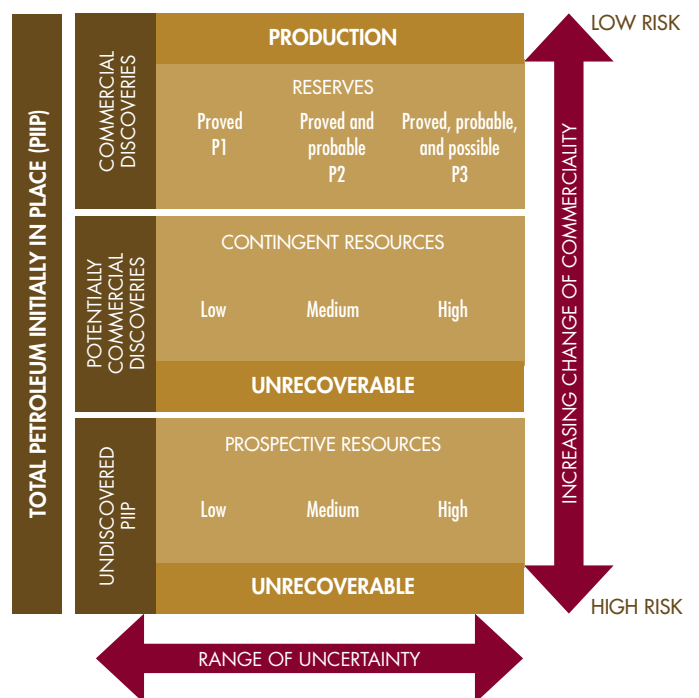 TOTAL PETROLEUM INITIALLY IN PLACE (PIIP)
COMMERCIAL
DISCOVERIES
PRODUCTION
RESERVES
Proved
P1
Proved and
probable
P2
Proved, probable,
and possible
P3
POTENTIALLY
COMMERCIAL
DISCOVERIES
CONTINGENT RESOURCES
Low
Medium
High
UNRECOVERABLE
UNDISCOVERED
PIIP
PROSPECTIVE RESOURCES
Low
Medium
High
UNRECOVERABLE
LOW RISK
INCREASING CHANGE OF COMMERCIALITY
HIGH RISK
RANGE OF UNCERTAINTY